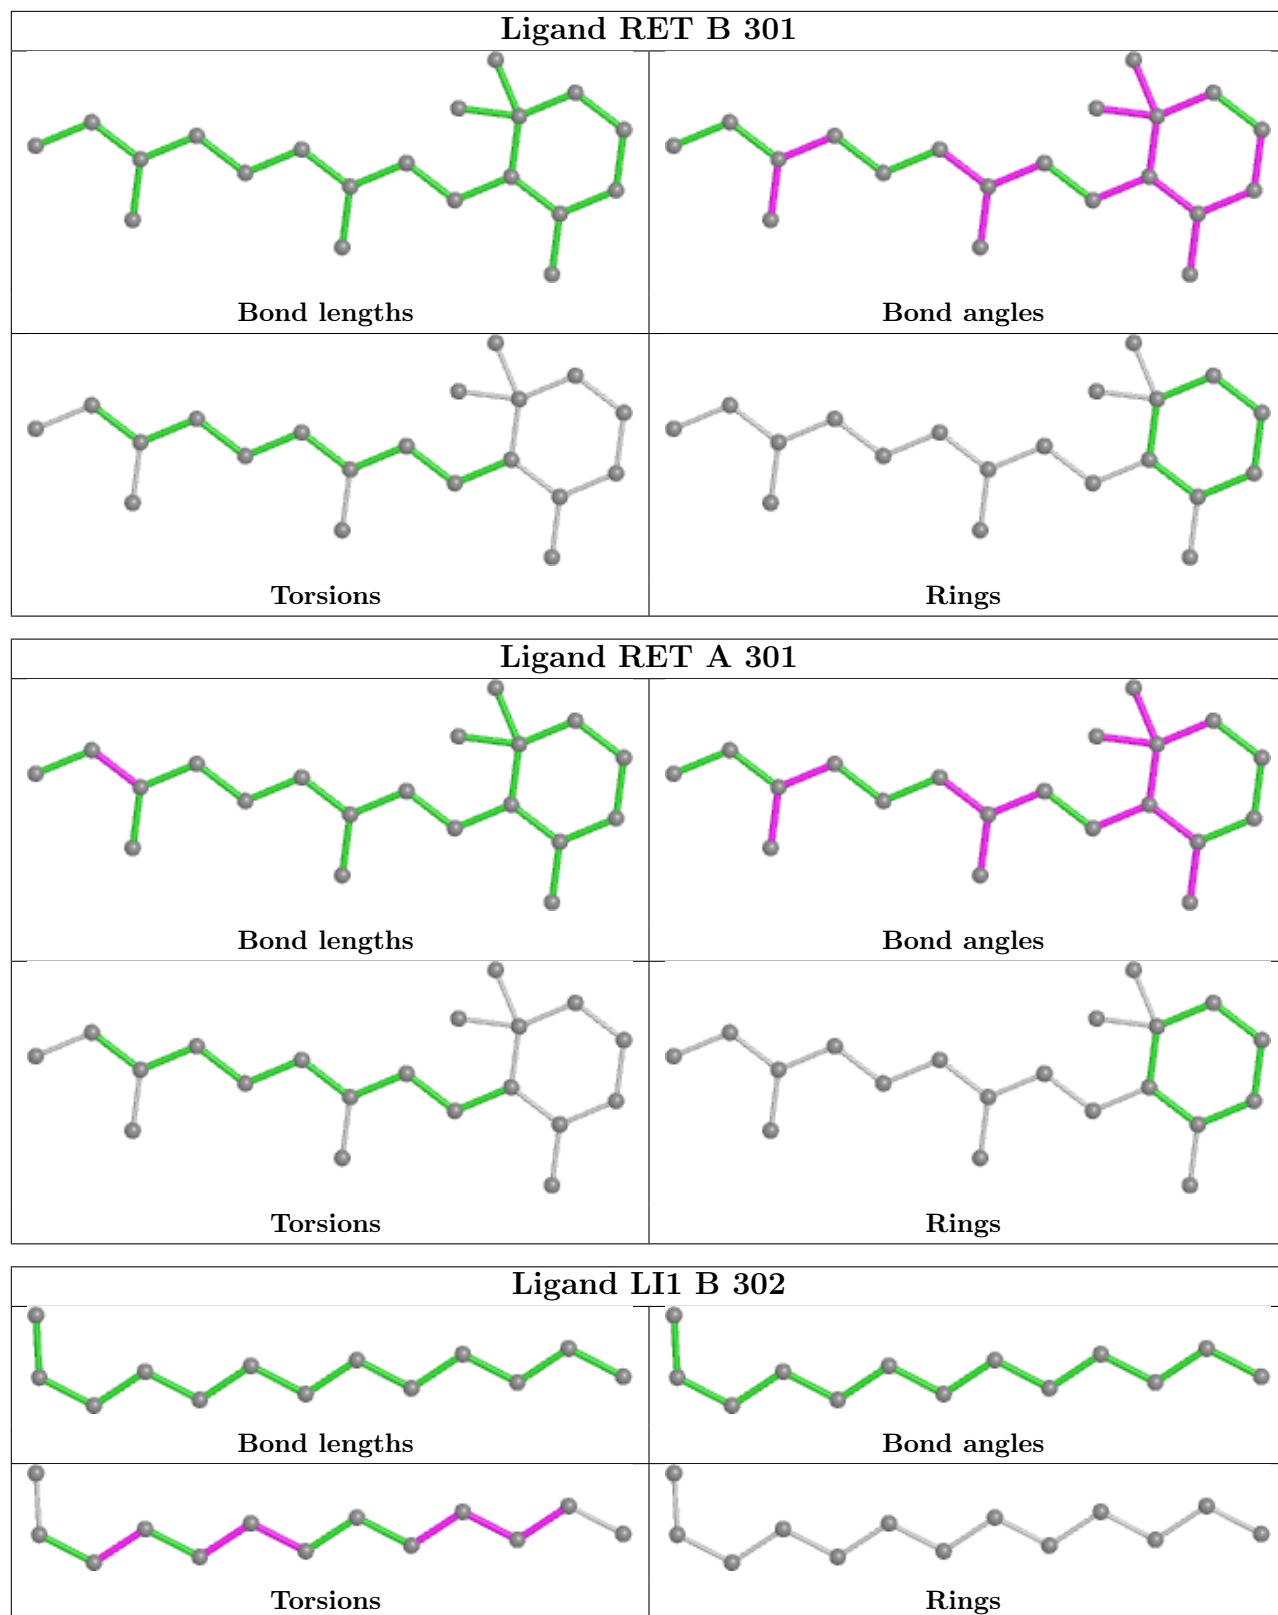 Ligand RET B 301
Bond lengths
Bond angles
Torsions
Rings
Ligand RET A 301
Bond lengths
Bond angles
Torsions
Rings
Ligand LI1 B 302
Bond lengths
Bond angles
Torsions
Rings